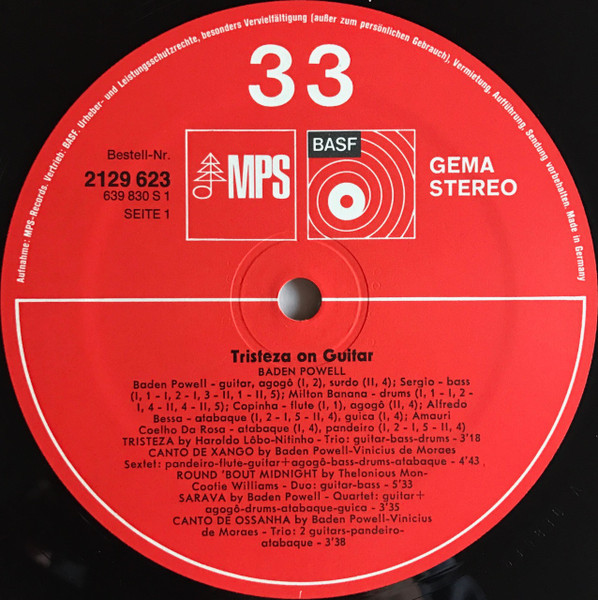 Aufnahme: MPS-Records. Vertrieb: BASF. Urheber- und Leistungsschutzrechte, besonders Vervielfältigung (außer zum persönlichen Gebrauch), Vermietung, Aufführung, Sendung vorbehalten. Made in Germany
33
Bestell-Nr.
2129 623
639 830 S 1
SEITE 1
MPS
BASF
GEMA
STEREO
Tristeza on Guitar
BADEN POWELL
Baden Powell - guitar, agogô (I, 2), surdo (II, 4); Sergio - bass
(I, 1 - I, 2 - I, 3 - II, 1 - II, 5); Milton Banana - drums (I, 1 - I, 2 -
I, 4 - II, 4 - II, 5); Copinha - flute (I, 1), agogô (II, 4); Alfredo
Bessa - atabaque (I, 2 - I, 5 - II, 4), guica (I, 4); Amauri
Coelho Da Rosa - atabaque (I, 4), pandeiro (I, 2 - I, 5 - II, 4)
TRISTEZA by Haroldo Lôbo-Nitinho - Trio: guitar-bass-drums - 3'18
CANTO DE XANGO by Baden Powell-Vinicius de Moraes
Sextet: pandeiro-flute-guitar+agogô-bass-drums-atabaque - 4'43
ROUND 'BOUT MIDNIGHT by Thelonious Mon-
Cootie Williams - Duo: guitar-bass - 5'33
SARAVA by Baden Powell - Quartet: guitar+
agogô-drums-atabaque-guica - 3'35
CANTO DE OSSANHA by Baden Powell-Vinicius
de Moraes - Trio: 2 guitars-pandeiro-
atabaque - 3'38